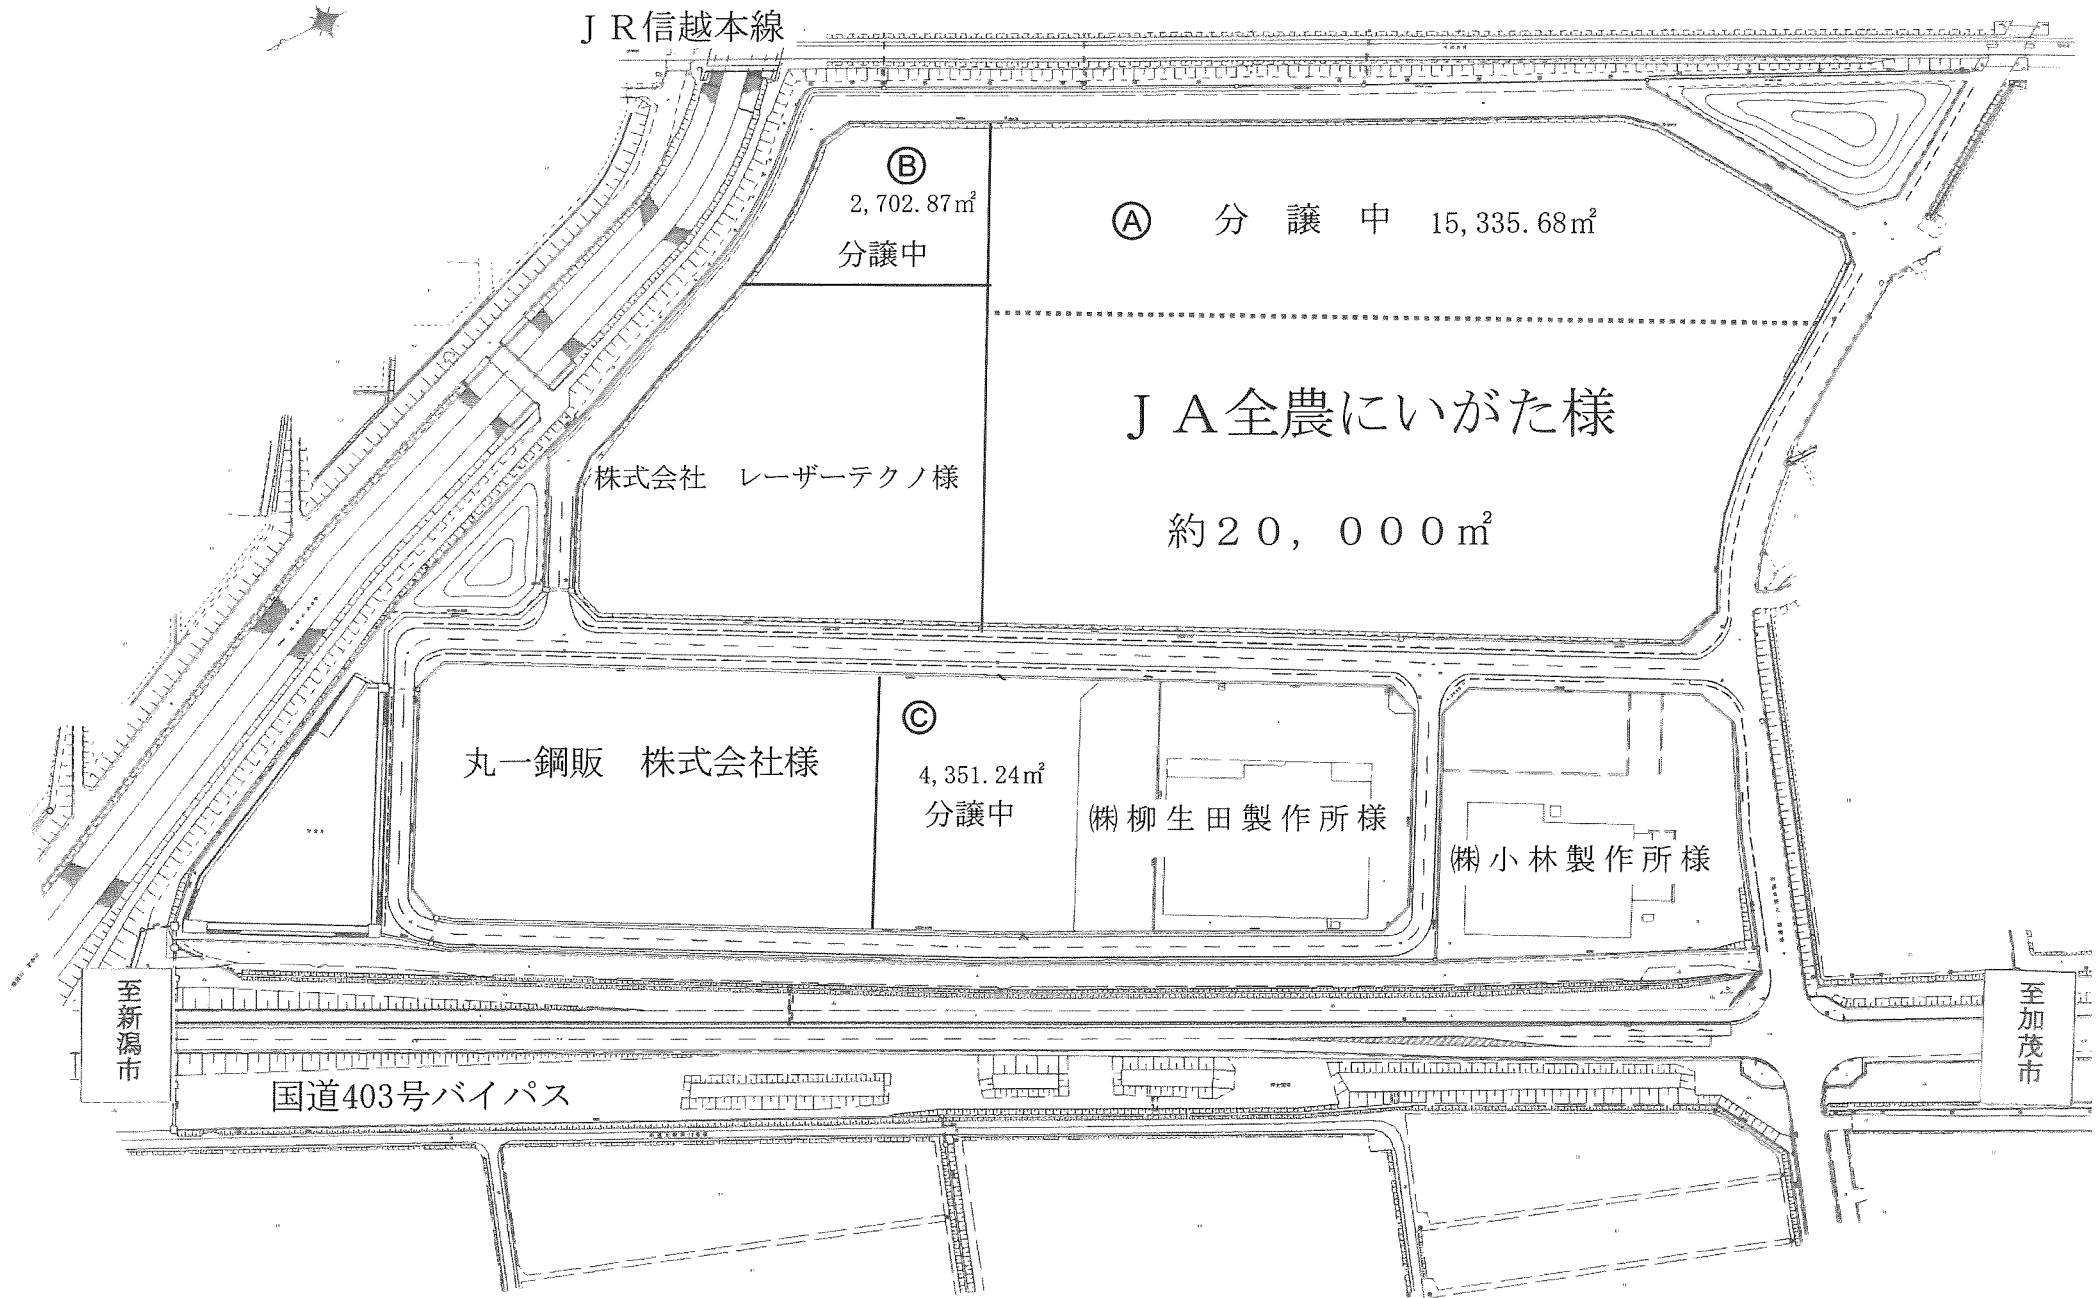 ＪＲ信越本線
Ⓑ
2,702.87㎡
分譲中
Ⓐ 分 譲 中 15,335.68㎡
ＪＡ全農にいがた様
約２０，０００㎡
株式会社 レーザーテクノ様
丸一鋼販 株式会社様
Ⓒ
4,351.24㎡
分譲中
㈱柳生田製作所様
㈱小林製作所様
至新潟市
至加茂市
国道403号バイパス